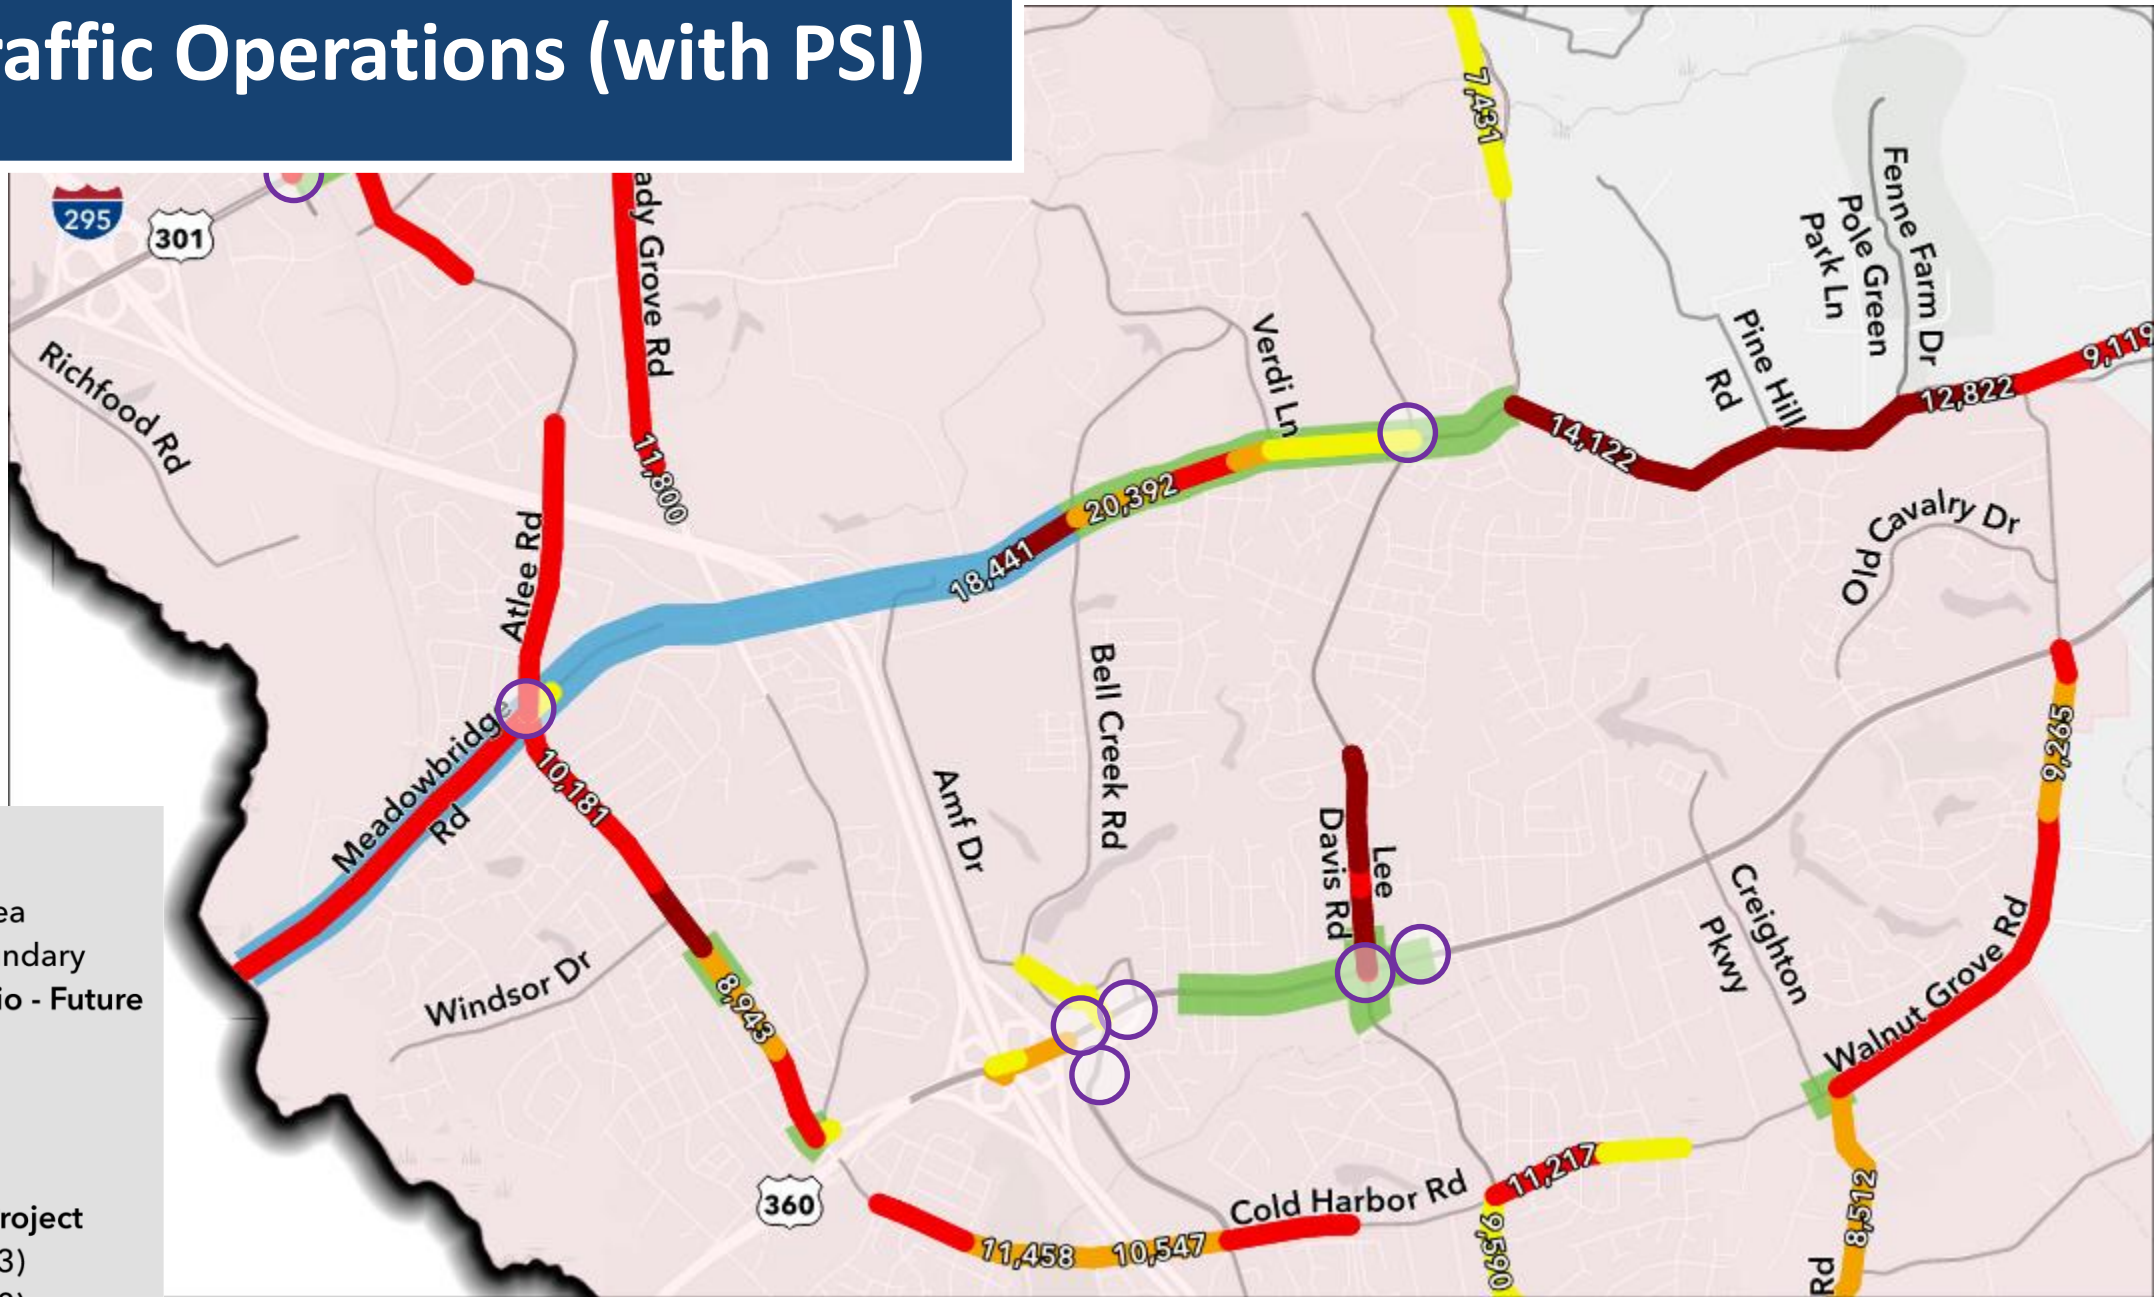 raffic Operations (with PSI)
7,431
295
301
ady Grove Rd
Fenne Farm Dr
Pole Green
Park Ln
Verdi Ln
Pine Hill
Rd
9,119
12,822
Richfood Rd
11,800
14,122
20,392
Atlee Rd
18,441
Old Cavalry Dr
Meadowbridge
Rd
10,181
Bell Creek Rd
9,265
Amf Dr
Lee
Davis Rd
Creighton
Pkwy
Windsor Dr
8,943
Walnut Grove Rd
360
Cold Harbor Rd
11,217
11,458
10,547
9,590
8,512
Rd
ea
ndary
io - Future
roject
3)